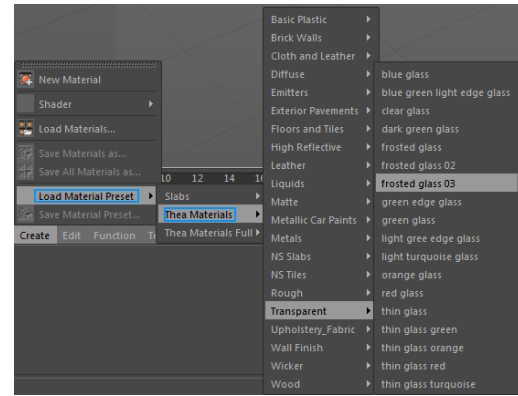 New Material
Shader
Load Materials...
Save Materials as...
Save All Materials as...
Load Material Preset
Save Material Preset...
Create Edit Function
10 12 14
Slabs
Thea Materials
Thea Materials Full
Basic Plastic
Brick Walls
Cloth and Leather
Diffuse
Emitters
Exterior Pavements
Floors and Tiles
High Reflective
Leather
Liquids
Matte
Metallic Car Paints
Metals
NS Slabs
NS Tiles
Rough
Transparent
Upholstery_Fabric
Wall Finish
Wicker
Wood
blue glass
blue green light edge glass
clear glass
dark green glass
frosted glass
frosted glass 02
frosted glass 03
green edge glass
green glass
light gree edge glass
light turquoise glass
orange glass
red glass
thin glass
thin glass green
thin glass orange
thin glass red
thin glass turquoise